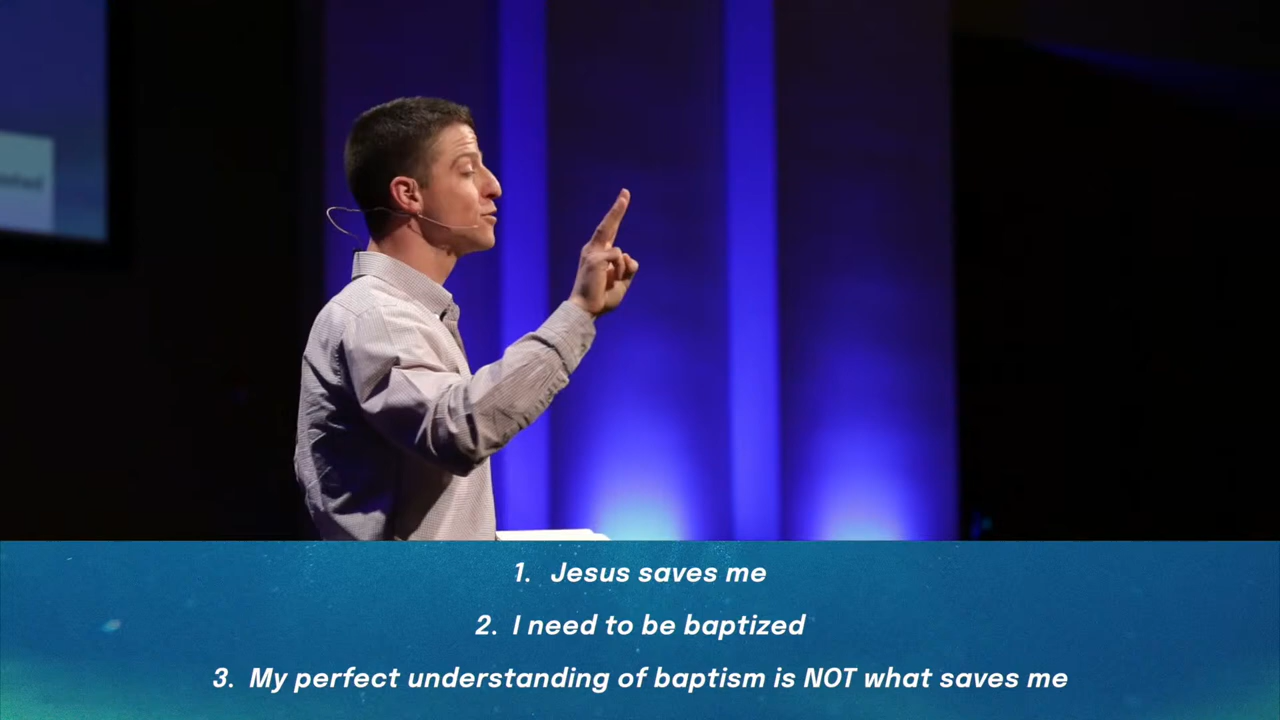 1. Jesus saves me
2. I need to be baptized
3. My perfect understanding of baptism is NOT what saves me